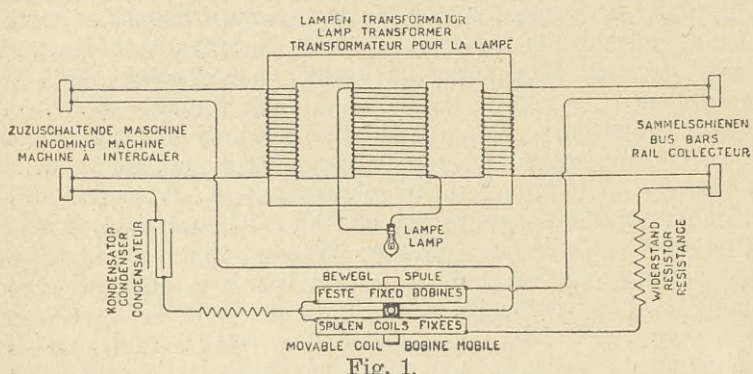 LAMPEN TRANSFORMATOR
LAMP TRANSFORMER
TRANSFORMATEUR POUR LA LAMPE
ZUZUSCHALTENDE MASCHINE
INCOMING MACHINE
MACHINE À INTERCALER
SAMMELSCHIENEN
BUS BARS
RAIL COLLECTEUR
LAMPE
LAMP
KONDENSATOR
CONDENSER
CONDENSATEUR
WIDERSTAND
RESISTOR
RESISTANCE
BEWEGL SPULE
FESTE FIXED BOBINES
SPULEN COILS FIXÉES
MOVABLE COIL BOBINE MOBILE
Fig. 1.